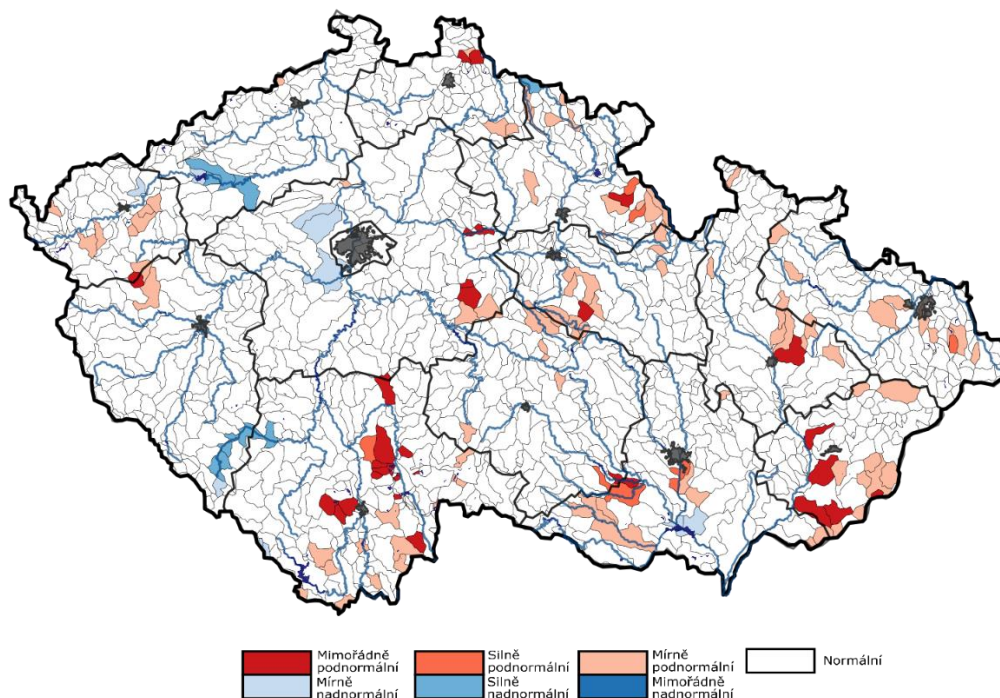 Mimořádně
podnormální
Silně
podnormální
Mírně
podnormální
Normální
Mírně
nadnormální
Silně
nadnormální
Mimořádně
nadnormální